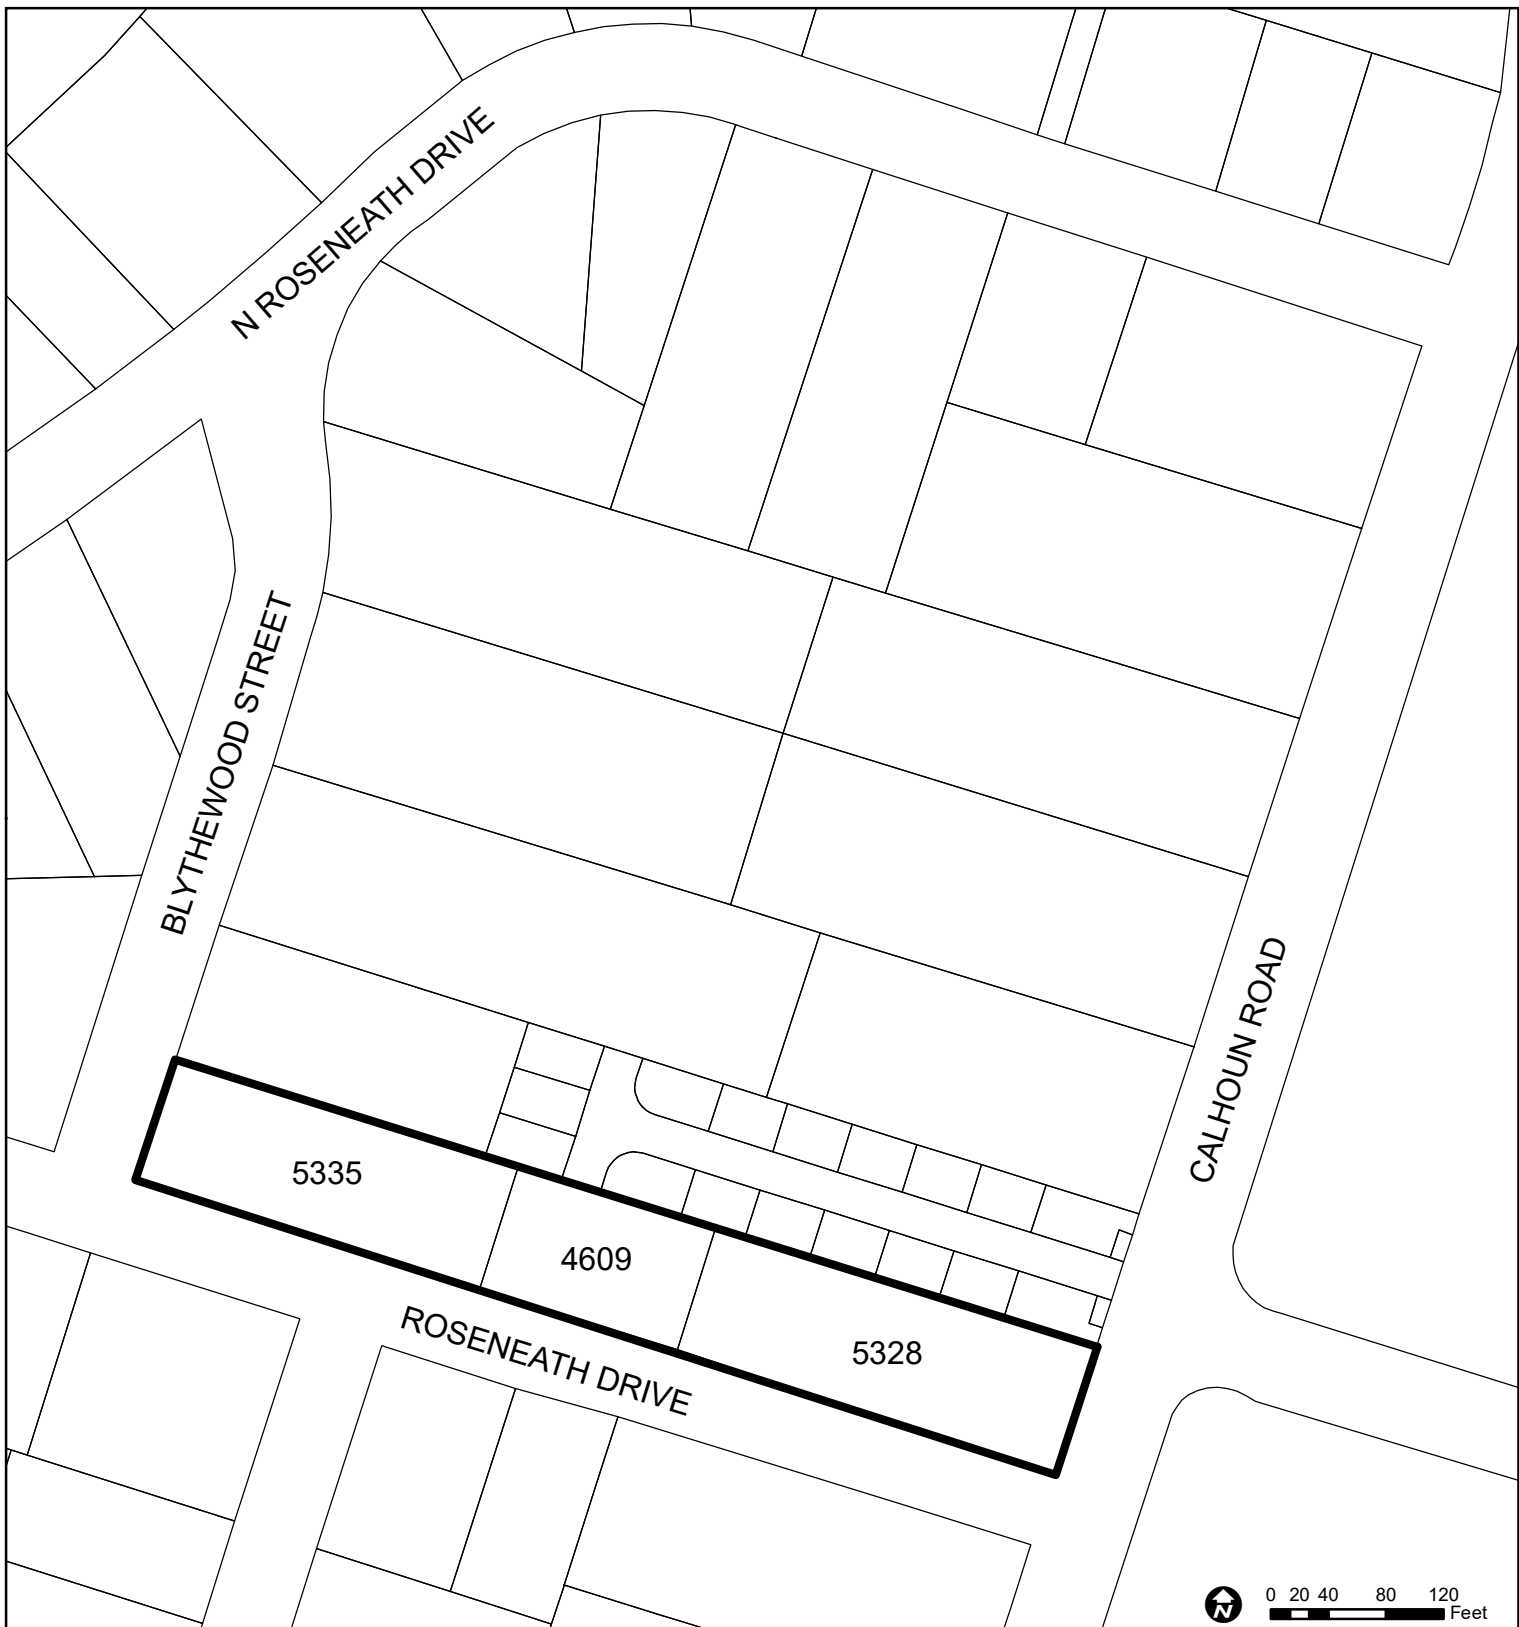 N ROSENEATH DRIVE
BLYTHEWOOD STREET
CALHOUN ROAD
5335
4609
5328
ROSENEATH DRIVE
N
0 20 40 80 120
Feet